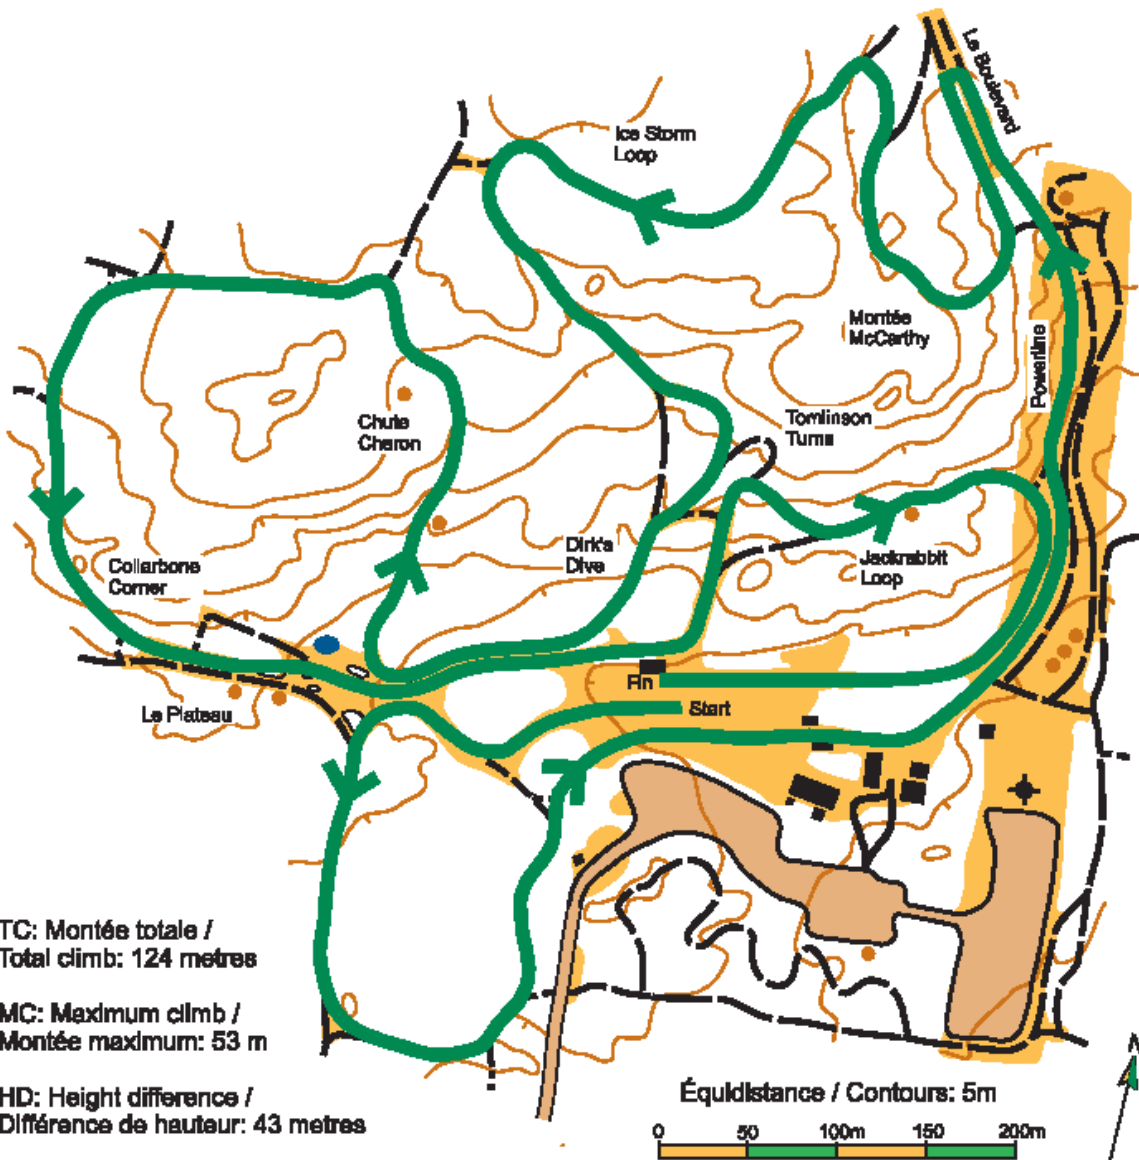 Le Boulevard
Ice Storm
Loop
Montée
McCarthy
Powerline
Chute
Charon
Tomlinson
Turns
Dirk's
Dive
Jackrabbit
Loop
Collarbone
Corner
Fin
Start
Le Plateau
TC: Montée totale /
Total climb: 124 metres
MC: Maximum climb /
Montée maximum: 53 m
HD: Height difference /
Différence de hauteur: 43 metres
Équidistance / Contours: 5m
0 50 100m 150 200m
N